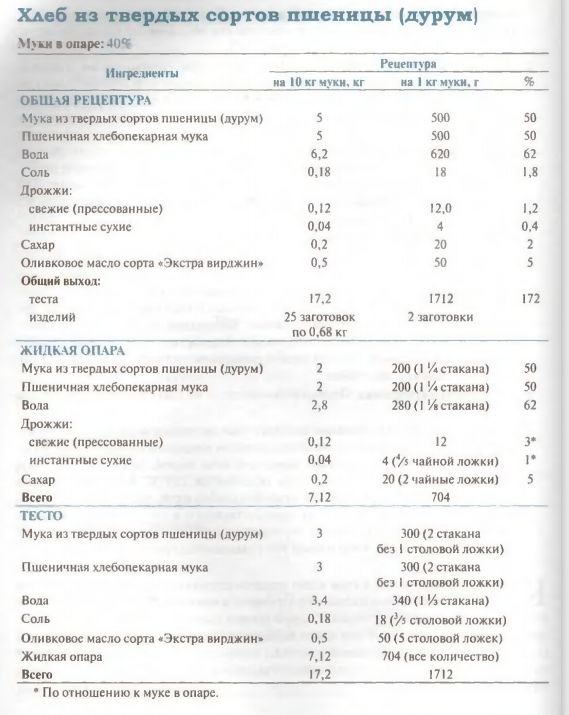 Хлеб из твердых сортов пшеницы (дурум)
Муки в опаре: 40%
Ингредиенты Рецептура
на 10 кг муки, кг на 1 кг муки, г %
ОБЩАЯ РЕЦЕПТУРА
Мука из твердых сортов пшеницы (дурум) 5 500 50
Пшеничная хлебопекарная мука 5 500 50
Вода 6,2 620 62
Соль 0,18 18 1,8
Дрожжи:
свежие (прессованные) 0,12 12,0 1,2
инстантные сухие 0,04 4 0,4
Сахар 0,2 20 2
Оливковое масло сорта «Экстра вирджин» 0,5 50 5
Общий выход:
теста 17,2 1712 172
изделий 25 заготовок 2 заготовки
по 0,68 кг
ЖИДКАЯ ОПАРА
Мука из твердых сортов пшеницы (дурум) 2 200 (1 ¼ стакана) 50
Пшеничная хлебопекарная мука 2 200 (1 ¼ стакана) 50
Вода 2,8 280 (1 ⅛ стакана) 62
Дрожжи:
свежие (прессованные) 0,12 12 3*
инстантные сухие 0,04 4 (⅘ чайной ложки) 1*
Сахар 0,2 20 (2 чайные ложки) 5
Всего 7,12 704
ТЕСТО
Мука из твердых сортов пшеницы (дурум) 3 300 (2 стакана
без 1 столовой ложки)
Пшеничная хлебопекарная мука 3 300 (2 стакана
без 1 столовой ложки)
Вода 3,4 340 (1 ⅓ стакана)
Соль 0,18 18 (⅗ столовой ложки)
Оливковое масло сорта «Экстра вирджин» 0,5 50 (5 столовой ложек)
Жидкая опара 7,12 704 (все количество)
Всего 17,2 1712
* По отношению к муке в опаре.